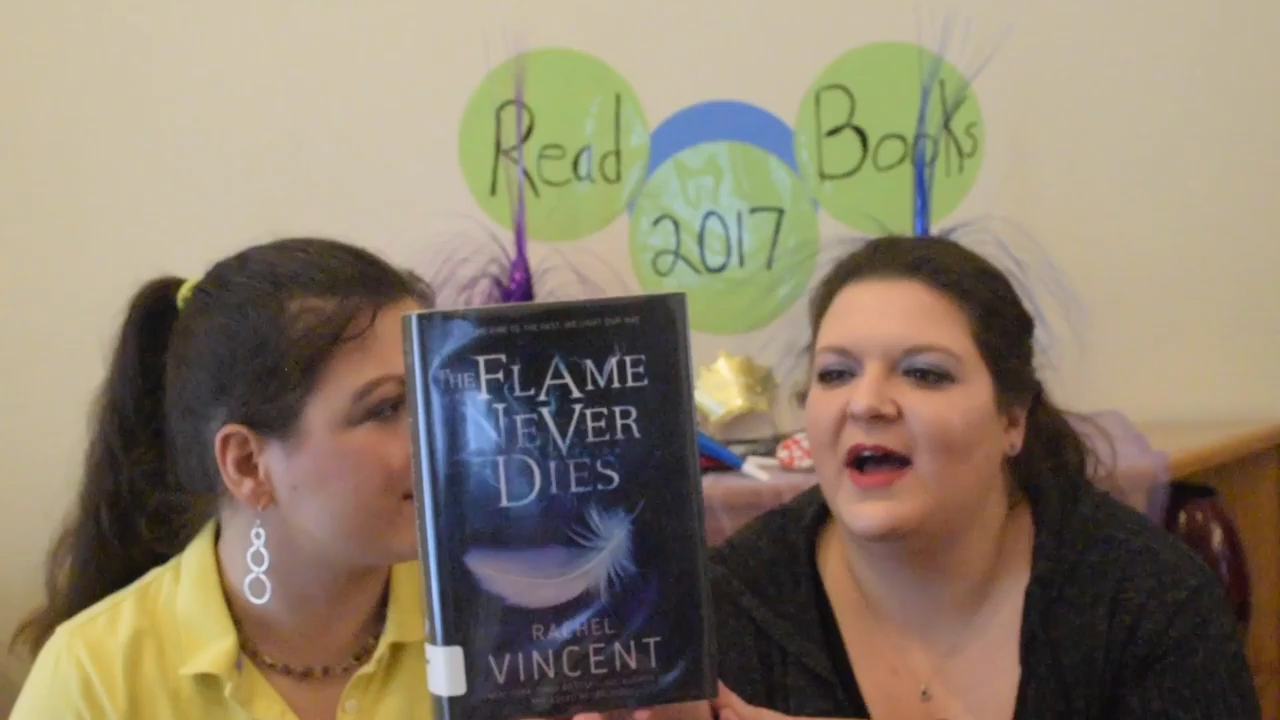 Read
Books
2017
THE FLAME
NEVER
DIES
RACHEL
VINCENT